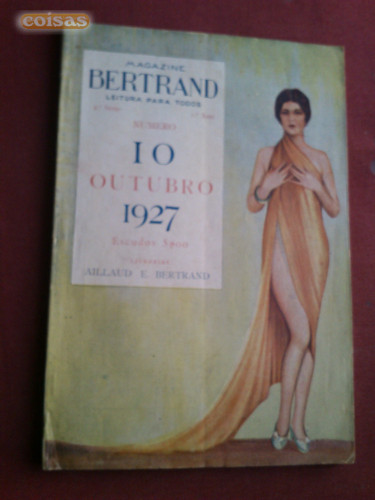 coisas
MAGAZINE
BERTRAND
LEITURA PARA TODOS
NUMERO
10
OUTUBRO
1927
AILLAUD E BERTRAND